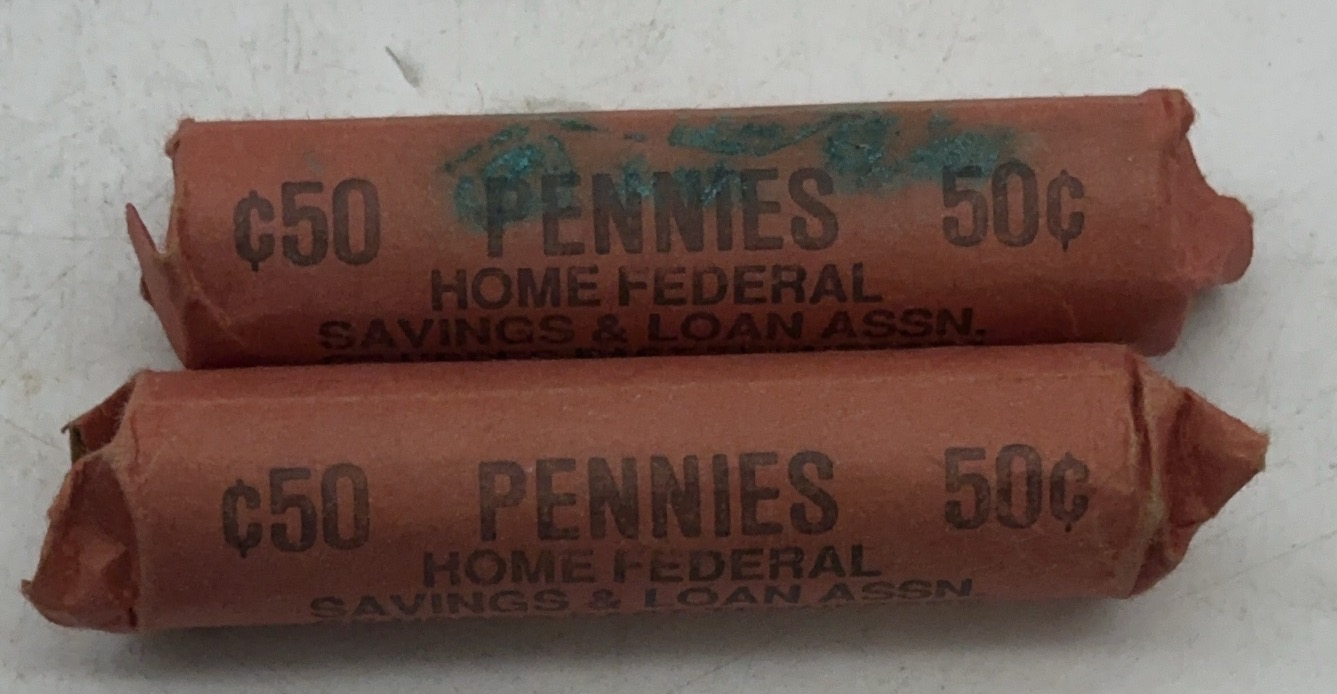 ¢50 PENNIES 50¢
HOME FEDERAL
SAVINGS & LOAN ASSN.
¢50 PENNIES 50¢
HOME FEDERAL
SAVINGS & LOAN ASSN.